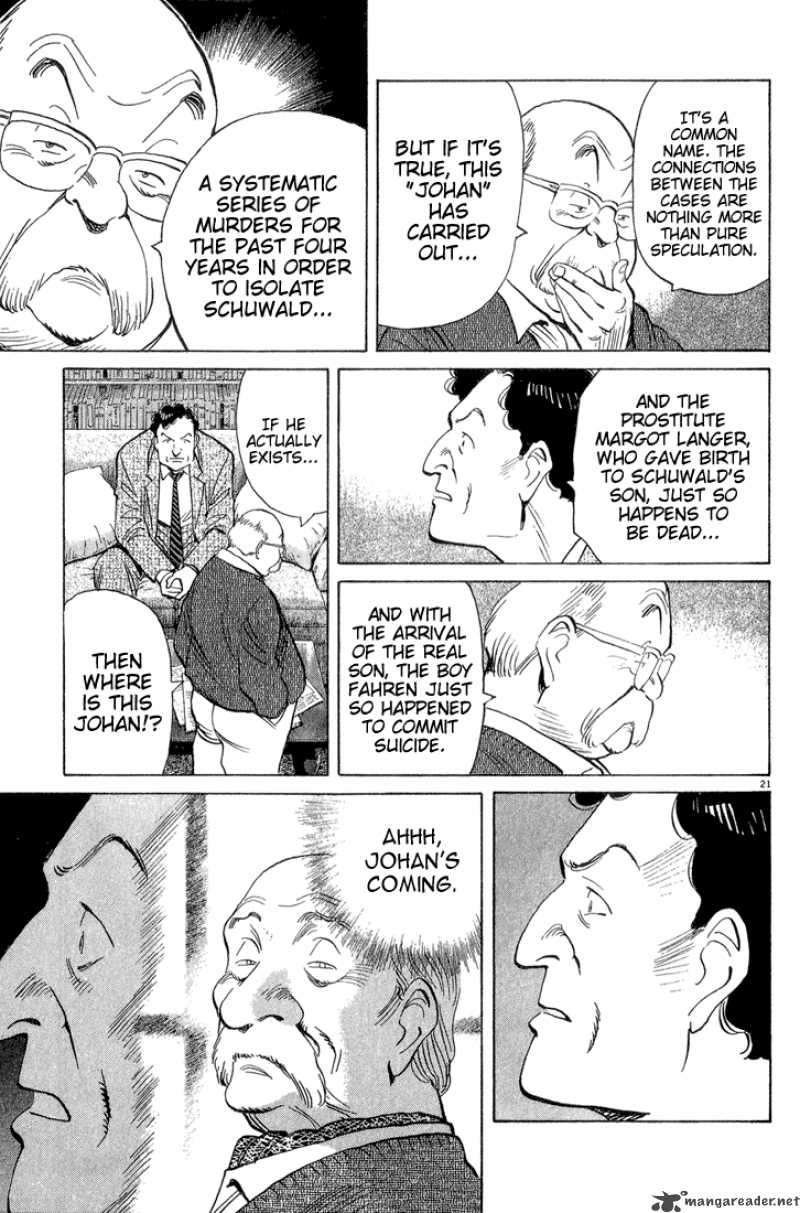 IT'S A
COMMON
NAME. THE
CONNECTIONS
BETWEEN THE
CASES ARE
NOTHING MORE
THAN PURE
SPECULATION.
BUT IF IT'S
TRUE, THIS
"JOHAN"
HAS
CARRIED
OUT...
A SYSTEMATIC
SERIES OF
MURDERS FOR
THE PAST FOUR
YEARS IN ORDER
TO ISOLATE
SCHUWALD...
AND THE
PROSTITUTE
MARGOT LANGER,
WHO GAVE BIRTH
TO SCHUWALD'S
SON, JUST SO
HAPPENS TO
BE DEAD...
AND WITH
THE ARRIVAL
OF THE REAL
SON, THE BOY
FAHREN JUST
SO HAPPENED
TO COMMIT
SUICIDE.
IF HE
ACTUALLY
EXISTS...
THEN
WHERE
IS THIS
JOHAN!?
21
AHHH,
JOHAN'S
COMING.
mangareader.net